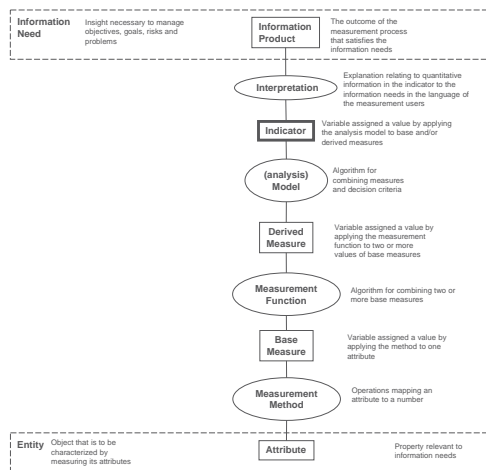 Information
Need
Insight necessary to manage
objectives, goals, risks and
problems
Information
Product
The outcome of the
measurement process
that satisfies the
information needs
Interpretation
Explanation relating to quantitative
information in the indicator to the
information needs in the language of
the measurement users
Indicator
Variable assigned a value by applying
the analysis model to base and/or
derived measures
(analysis)
Model
Algorithm for
combining measures
and decision criteria
Derived
Measure
Variable assigned a value by
applying the measurement
function to two or more
values of base measures
Measurement
Function
Algorithm for combining two or
more base measures
Base
Measure
Variable assigned a value by
applying the method to one
attribute
Measurement
Method
Operations mapping an
attribute to a number
Entity
Object that is to be
characterized by
measuring its attributes
Attribute
Property relevant to
information needs